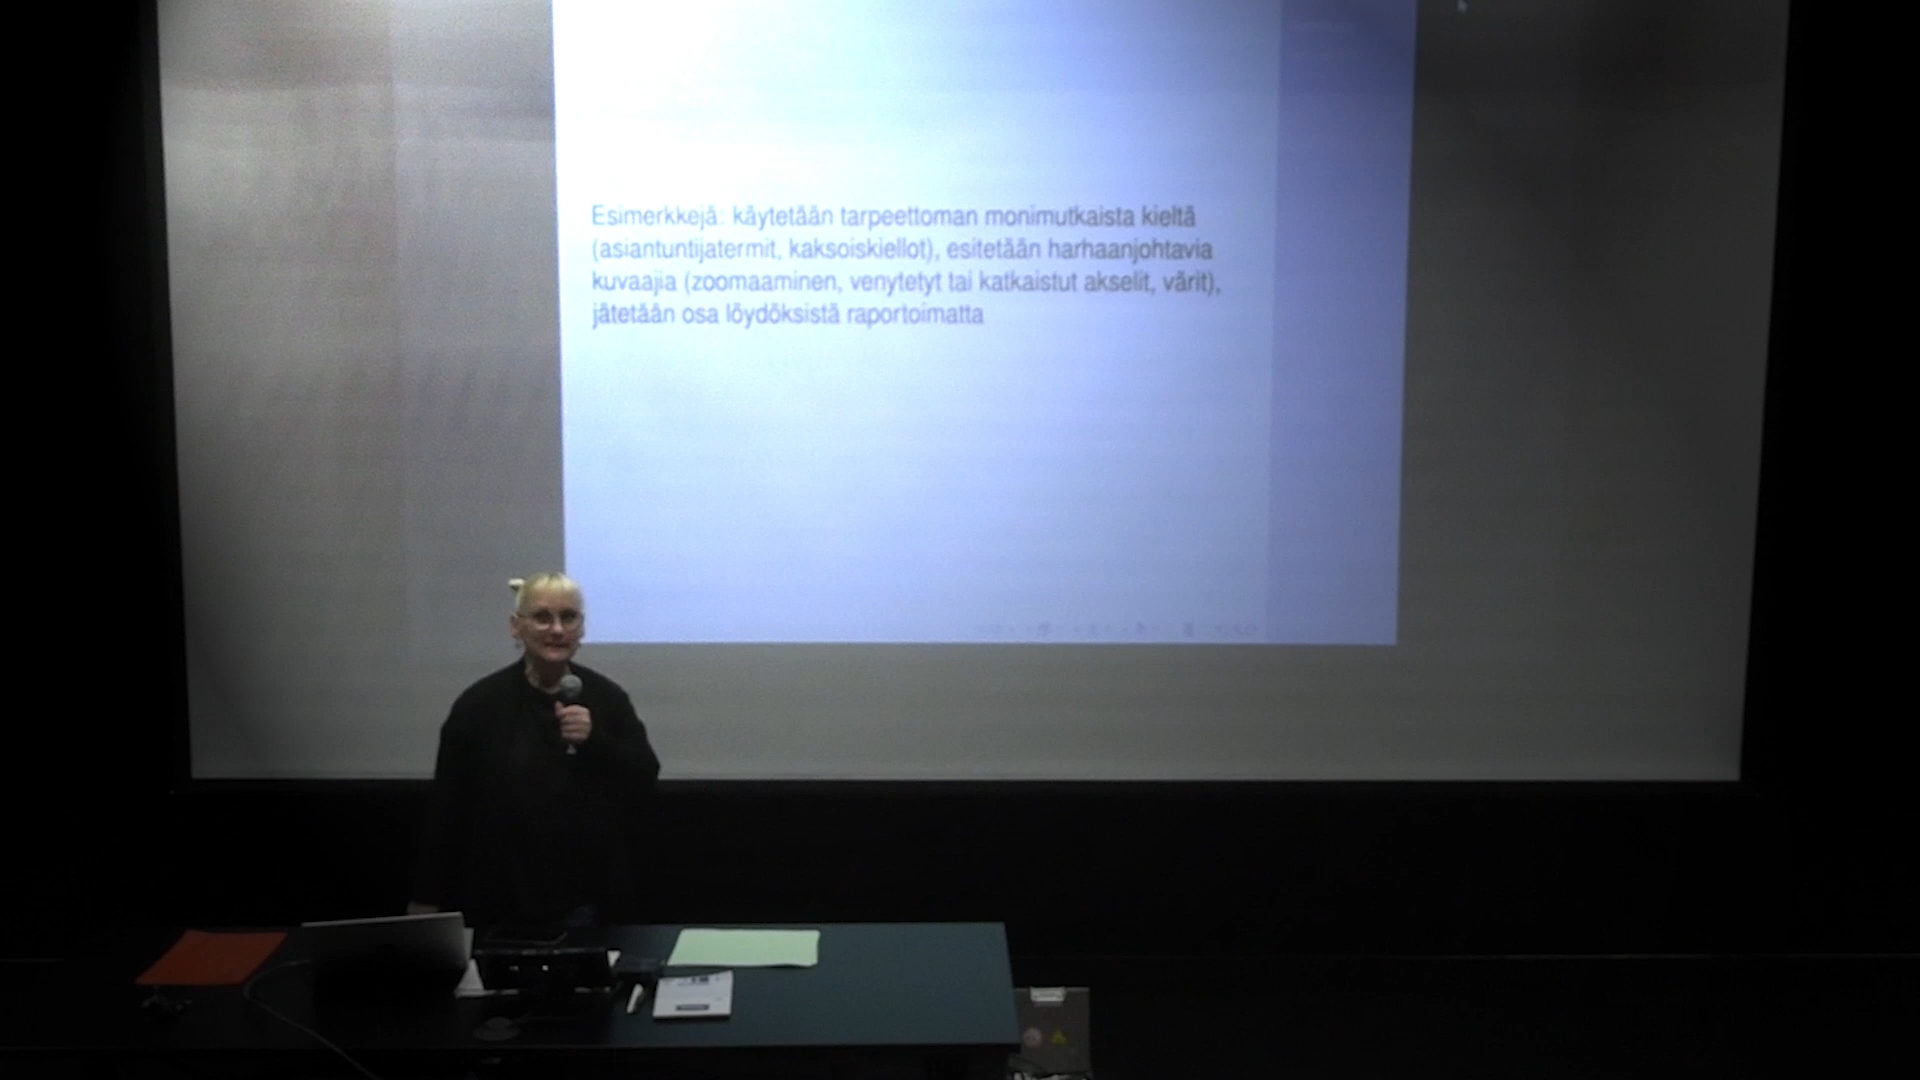 Esimerkkejä: käytetään tarpeettoman monimutkaista kieltä
(asiantuntijatermit, kaksoiskiellot), esitetään harhaanjohtavia
kuvaajia (zoomaaminen, venytetyt tai katkaistut akselit, värit),
jätetään osa löydöksistä raportoimatta